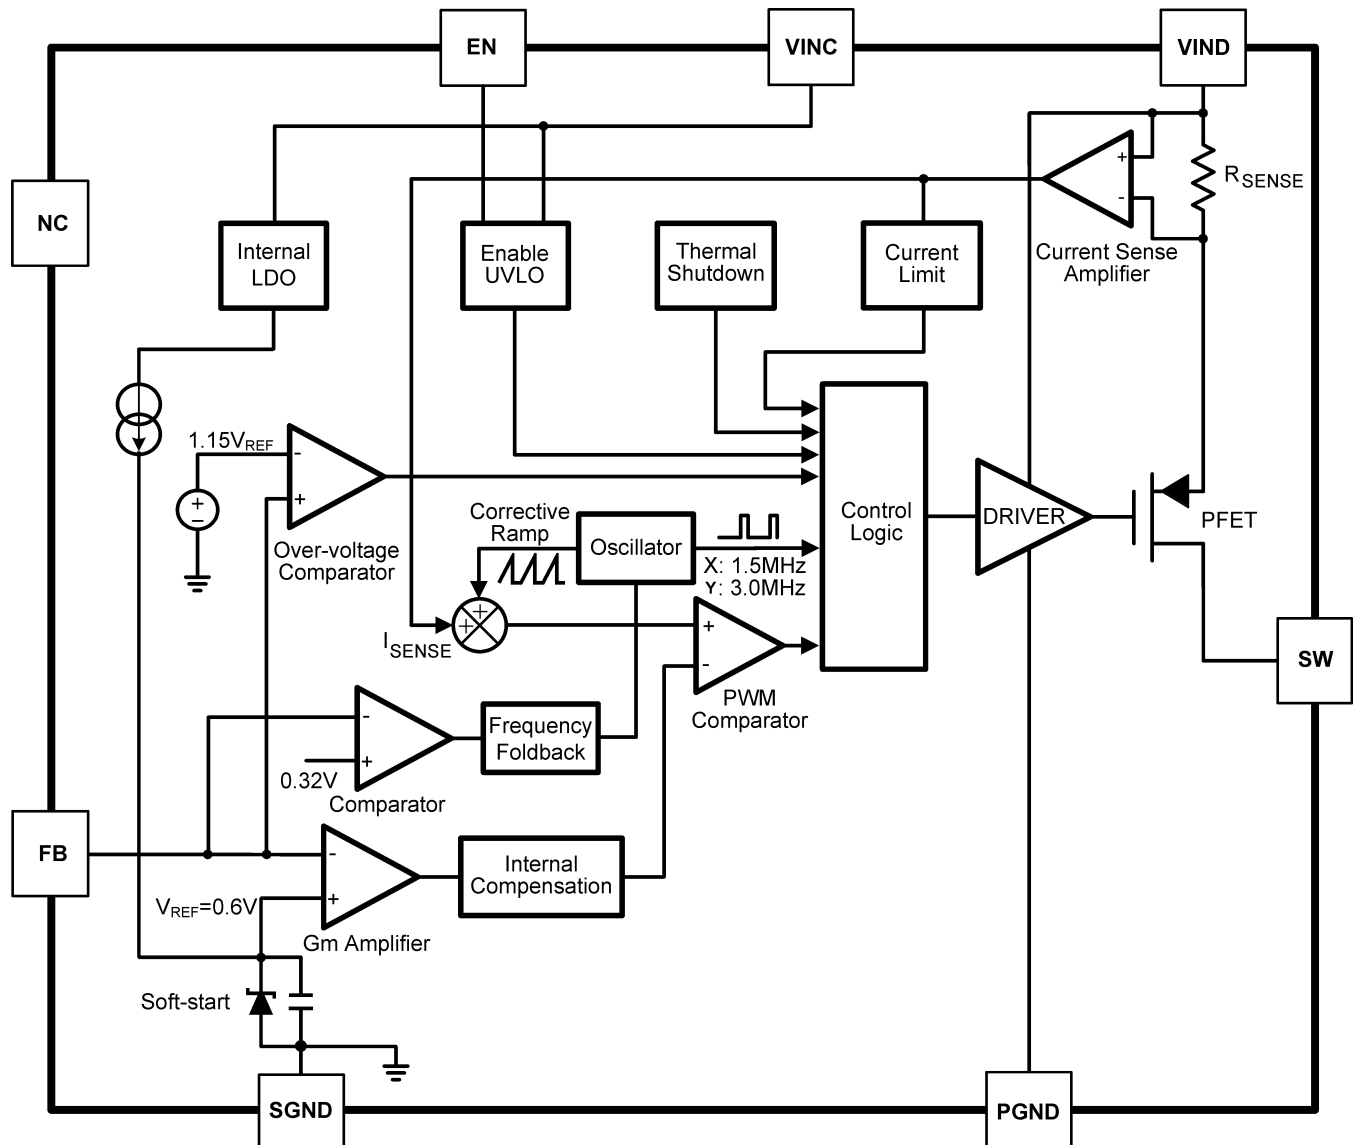 EN
VINC
VIND
NC
+
-
RSENSE
Internal
LDO
Enable
UVLO
Thermal
Shutdown
Current
Limit
Current Sense
Amplifier
1.15VREF
-
+
+
-
Over-voltage
Comparator
Corrective
Ramp
Oscillator
X: 1.5MHz
Y: 3.0MHz
Control
Logic
DRIVER
PFET
+
+
ISENSE
+
-
PWM
Comparator
SW
-
+
0.32V
Comparator
Frequency
Foldback
FB
-
+
VREF=0.6V
Gm Amplifier
Internal
Compensation
Soft-start
SGND
PGND